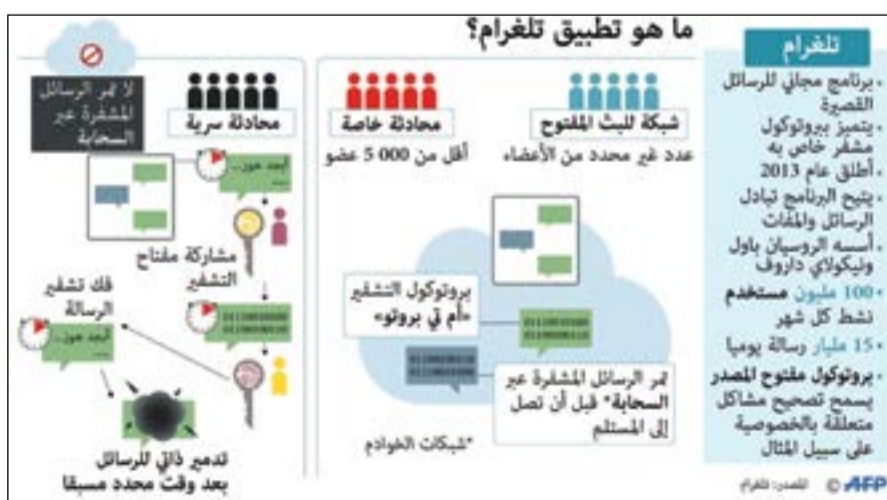 ما هو تطبيق تلغرام؟
تلغرام
• برنامج مجاني للرسائل
القصيرة
• يتميز ببروتوكول
مشفر خاص به
• أطلق عام 2013
• يتيح البرنامج تبادل
الرسائل والملفات
• أسسه الروسيان باول
ونيكولاي داروف
• 100 مليون مستخدم
نشط كل شهر
• 15 مليار رسالة يوميا
• بروتوكول مفتوح المصدر
يسمح تصحيح مشاكل
متعلقة بالخصوصية
على سبيل المثال
المصدر: تلغرام © AFP
شبكة للبث المفتوح
عدد غير محدد من الأعضاء
محادثة خاصة
أقل من 000 5 عضو
بروتوكول التشفير
«أم تي بروتو»
تمر الرسائل المشفرة عبر
السحابة* قبل أن تصل
إلى المستلم
*شبكات الخوادم
محادثة سرية
لا تمر الرسائل
المشفرة عبر
السحابة
أبجد هوز...
مشاركة مفتاح
التشفير
فك تشفير
الرسالة
أبجد هوز...
تدمير ذاتي للرسائل
بعد وقت محدد مسبقا